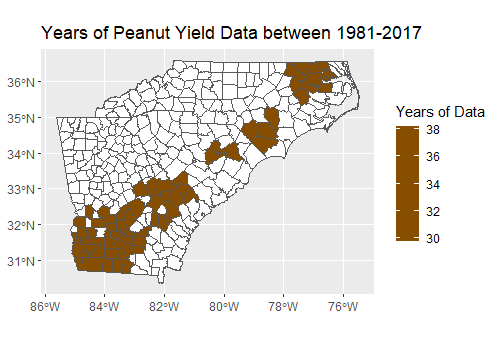 Years of Peanut Yield Data between 1981-2017
36°N
35°N
34°N
33°N
32°N
31°N
86°W 84°W 82°W 80°W 78°W 76°W
Years of Data
38
36
34
32
30